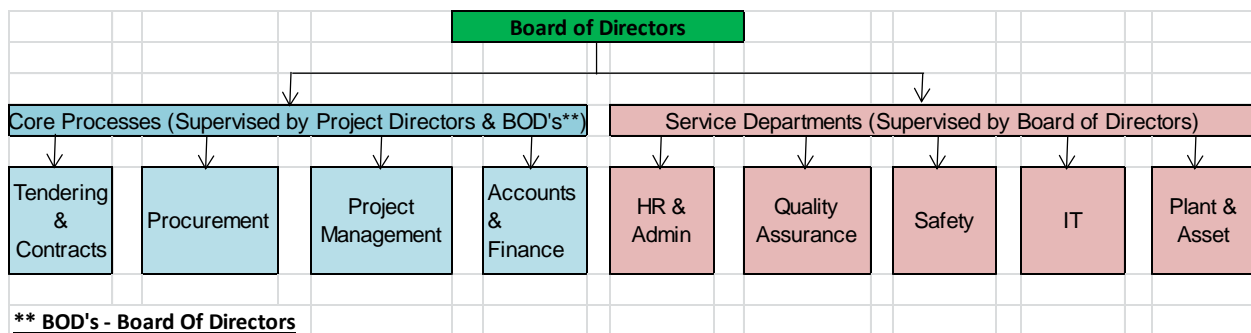 Board of Directors
Core Processes (Supervised by Project Directors & BOD's**)
Service Departments (Supervised by Board of Directors)
Tendering
&
Contracts
Procurement
Project
Management
Accounts
&
Finance
HR &
Admin
Quality
Assurance
Safety
IT
Plant &
Asset
** BOD's - Board Of Directors